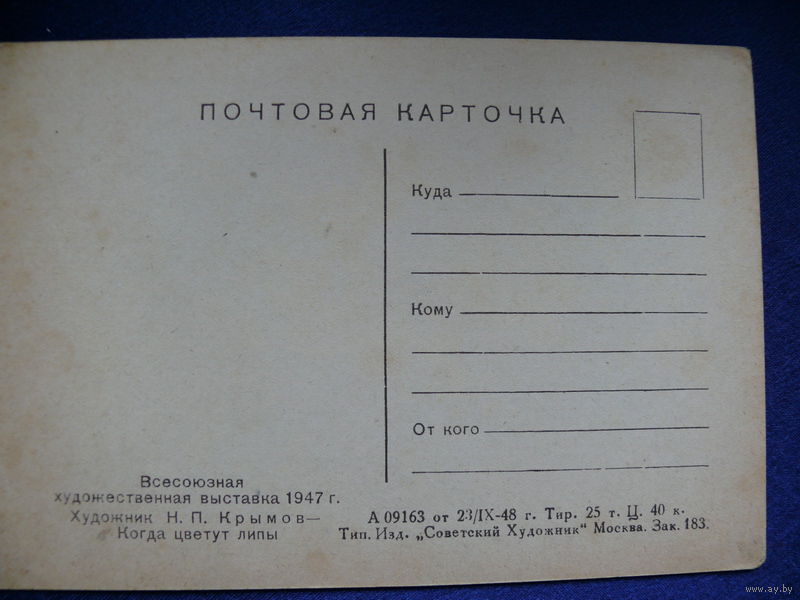 ПОЧТОВАЯ КАРТОЧКА
Куда
Кому
От кого
Всесоюзная
художественная выставка 1947 г.
Художник Н. П. Крымов—
Когда цветут липы
А 09163 от 23/IX-48 г. Тир. 25 т. Ц. 40 к.
Тип. Изд. „Советский Художник“ Москва. Зак. 183.
www.ay.by